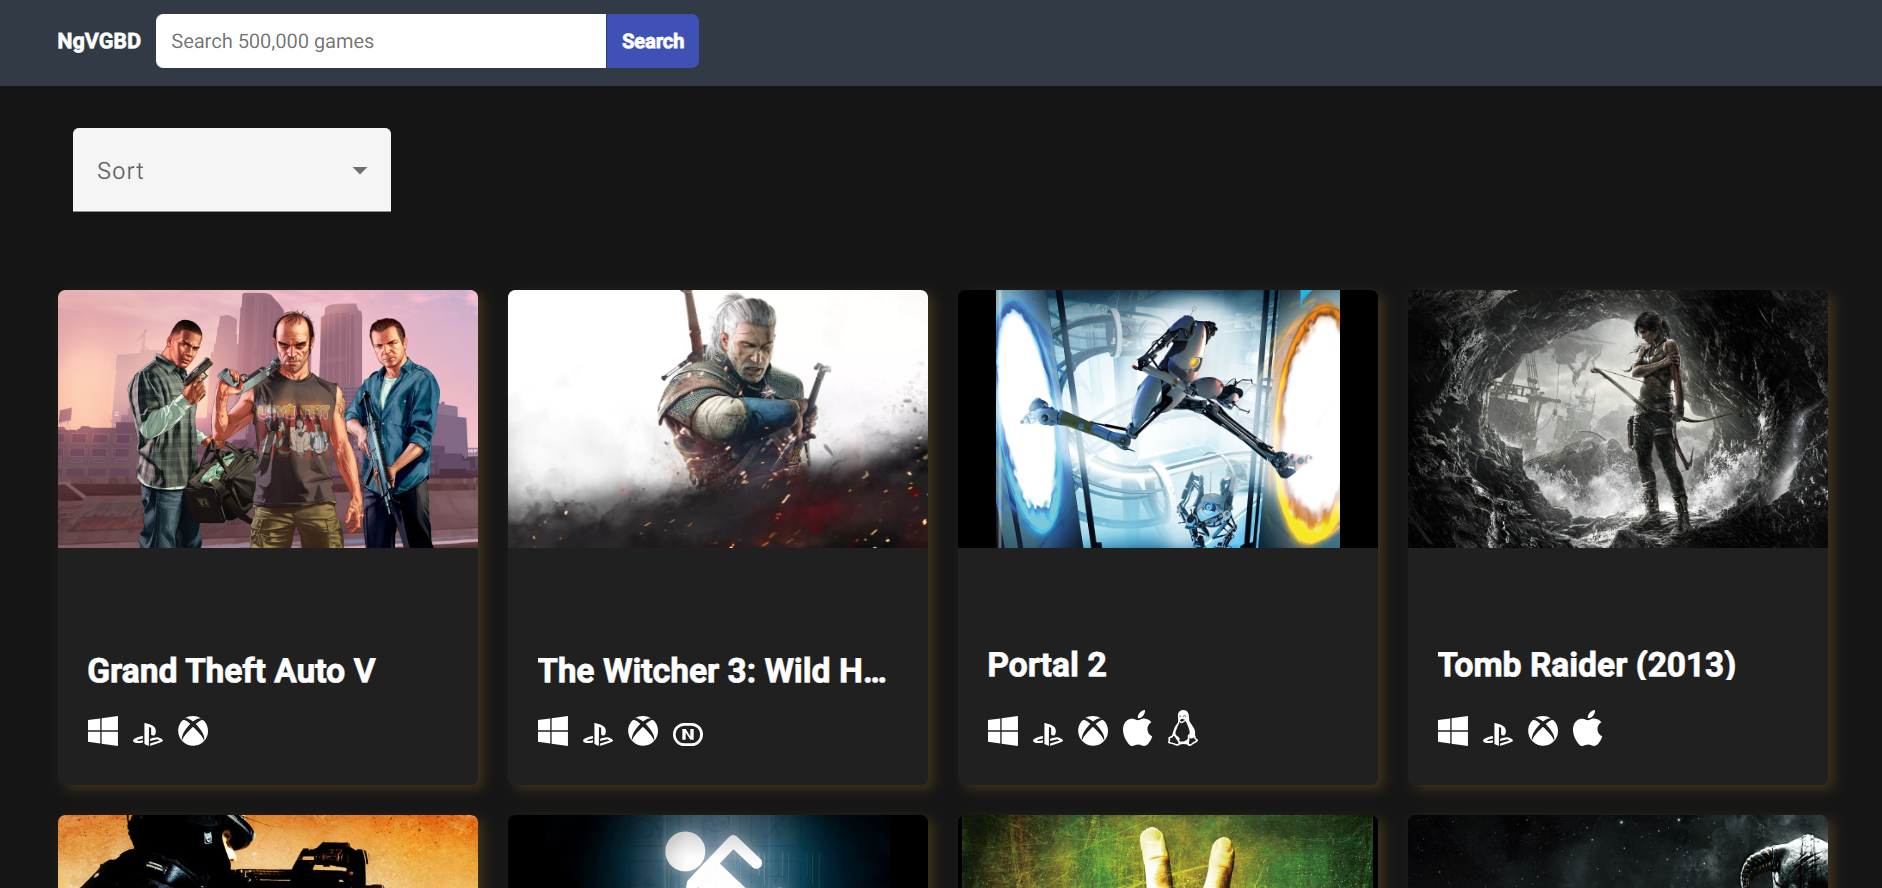 NgVGBD
Search 500,000 games
Search
Sort
Grand Theft Auto V
The Witcher 3: Wild H...
N
Portal 2
Tomb Raider (2013)